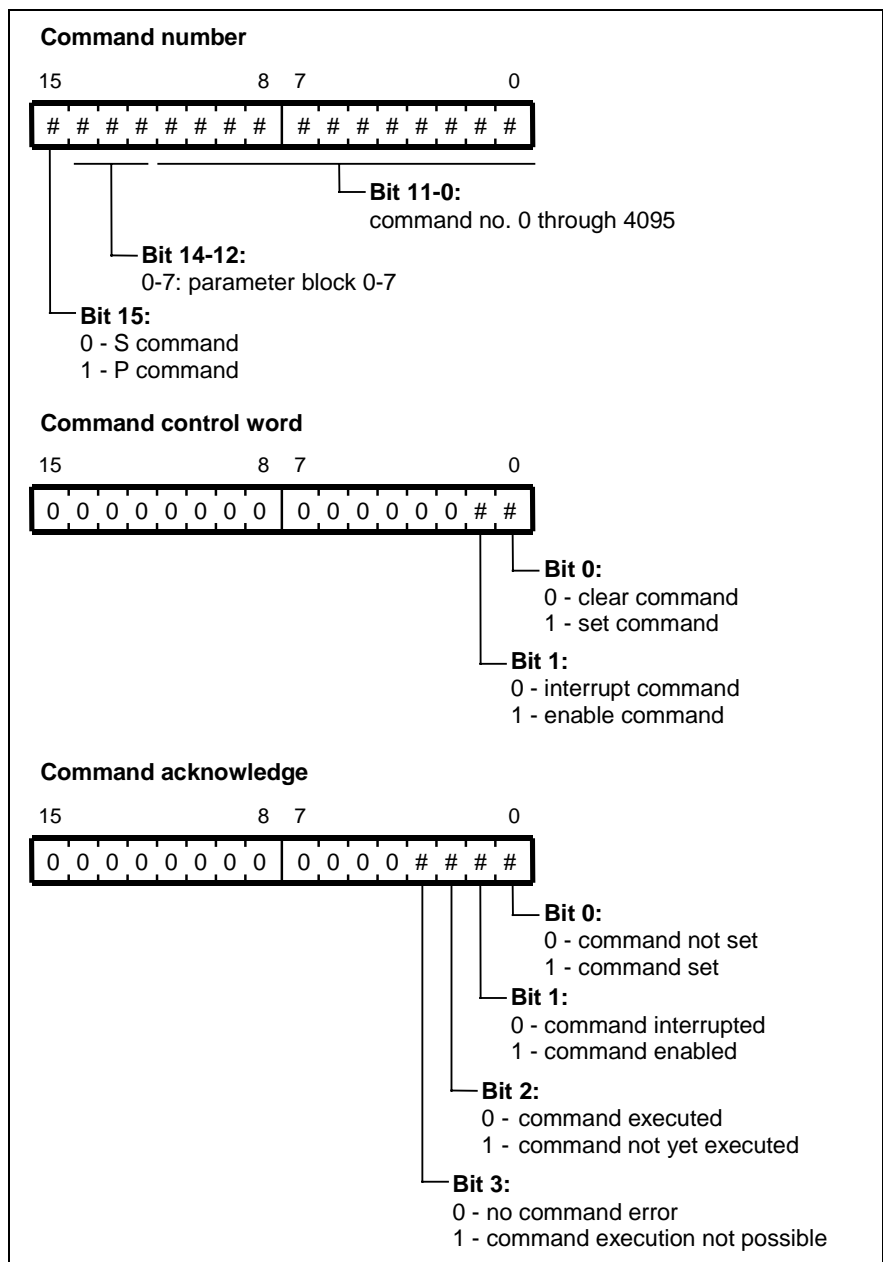 Command number
15 8 7 0
# # # # # # # # # # # # # # # #
Bit 11-0:
command no. 0 through 4095
Bit 14-12:
0-7: parameter block 0-7
Bit 15:
0 - S command
1 - P command
Command control word
15 8 7 0
0 0 0 0 0 0 0 0 0 0 0 0 0 0 # #
Bit 0:
0 - clear command
1 - set command
Bit 1:
0 - interrupt command
1 - enable command
Command acknowledge
15 8 7 0
0 0 0 0 0 0 0 0 0 0 0 0 # # # #
Bit 0:
0 - command not set
1 - command set
Bit 1:
0 - command interrupted
1 - command enabled
Bit 2:
0 - command executed
1 - command not yet executed
Bit 3:
0 - no command error
1 - command execution not possible